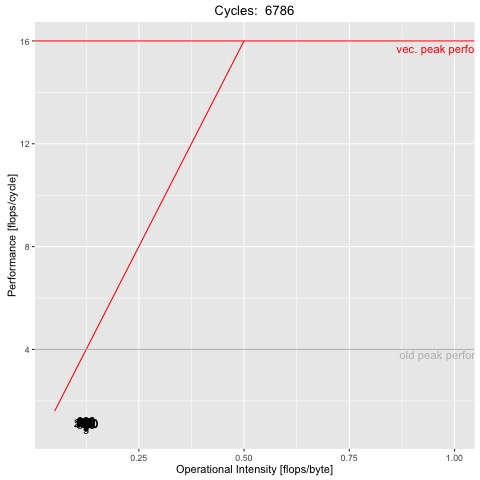 Cycles: 6786
16
vec. peak perfo
12
Performance [flops/cycle]
8
4
old peak perfor
0.25
0.50
0.75
1.00
Operational Intensity [flops/byte]